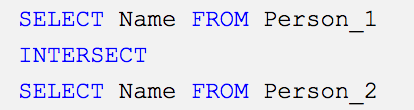 SELECT Name FROM Person_1
INTERSECT
SELECT Name FROM Person_2